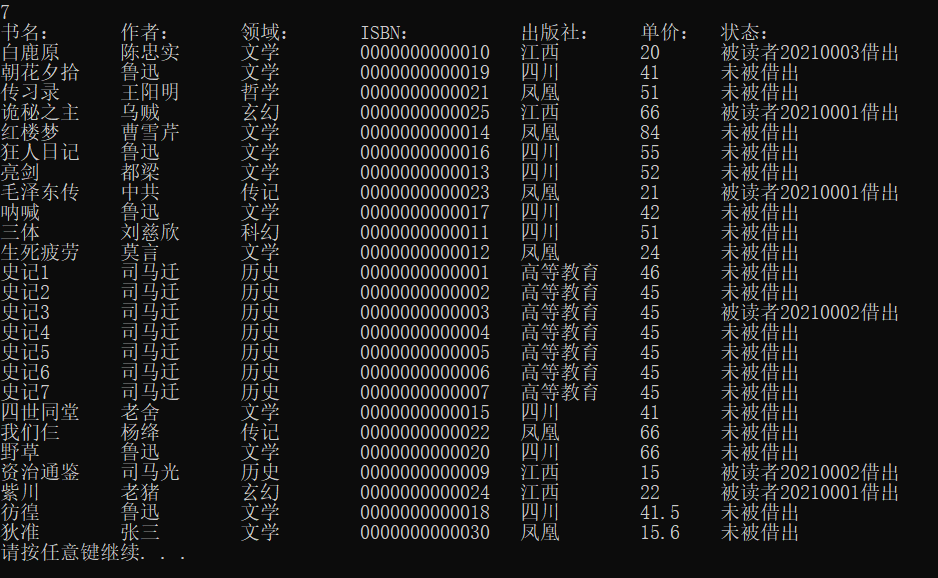 7
书名: 作者: 领域: ISBN: 出版社: 单价: 状态:
白鹿原 陈忠实 文学 0000000000010 江西 20 被读者20210003借出
朝花夕拾 鲁迅 文学 0000000000019 四川 41 未被借出
传习录 王阳明 哲学 0000000000021 凤凰 51 未被借出
诡秘之主 乌贼 玄幻 0000000000025 江西 66 被读者20210001借出
红楼梦 曹雪芹 文学 0000000000014 凤凰 84 未被借出
狂人日记 鲁迅 文学 0000000000016 四川 55 未被借出
亮剑 都梁 文学 0000000000013 四川 52 未被借出
毛泽东传 中共 传记 0000000000023 凤凰 21 被读者20210001借出
呐喊 鲁迅 文学 0000000000017 四川 42 未被借出
三体 刘慈欣 科幻 0000000000011 四川 51 未被借出
生死疲劳 莫言 文学 0000000000012 凤凰 24 未被借出
史记1 司马迁 历史 0000000000001 高等教育 46 未被借出
史记2 司马迁 历史 0000000000002 高等教育 45 未被借出
史记3 司马迁 历史 0000000000003 高等教育 45 被读者20210002借出
史记4 司马迁 历史 0000000000004 高等教育 45 未被借出
史记5 司马迁 历史 0000000000005 高等教育 45 未被借出
史记6 司马迁 历史 0000000000006 高等教育 45 未被借出
史记7 司马迁 历史 0000000000007 高等教育 45 未被借出
四世同堂 老舍 文学 0000000000015 四川 41 未被借出
我们仨 杨绛 传记 0000000000022 凤凰 66 未被借出
野草 鲁迅 文学 0000000000020 四川 66 未被借出
资治通鉴 司马光 历史 0000000000009 江西 15 被读者20210002借出
紫川 老猪 玄幻 0000000000024 江西 22 被读者20210001借出
彷徨 鲁迅 文学 0000000000018 四川 41.5 未被借出
狄准 张三 文学 0000000000030 凤凰 15.6 未被借出
请按任意键继续. . .